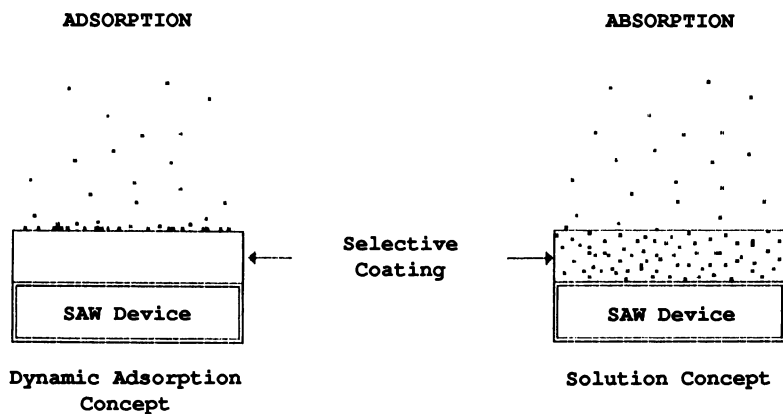 ADSORPTION
ABSORPTION
Selective
Coating
SAW Device
SAW Device
Dynamic Adsorption
Concept
Solution Concept